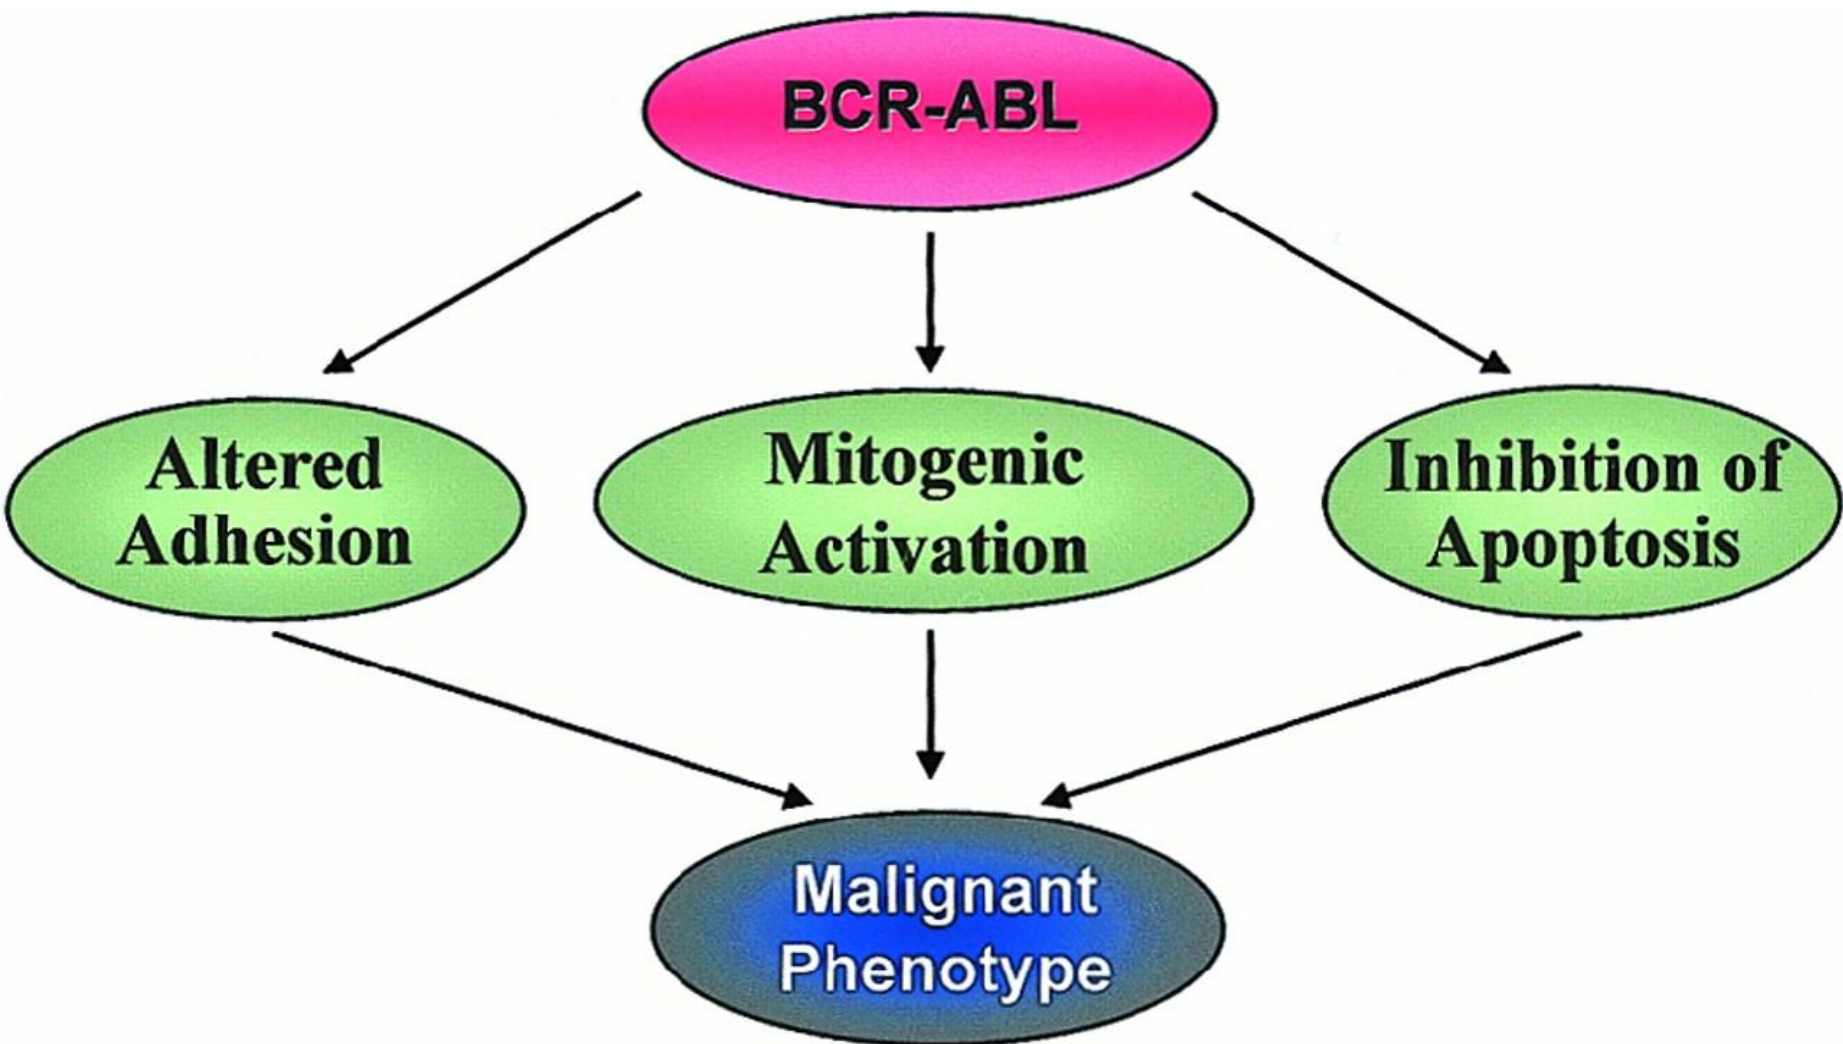 BCR-ABL
Altered
Adhesion
Mitogenic
Activation
Inhibition of
Apoptosis
Malignant
Phenotype